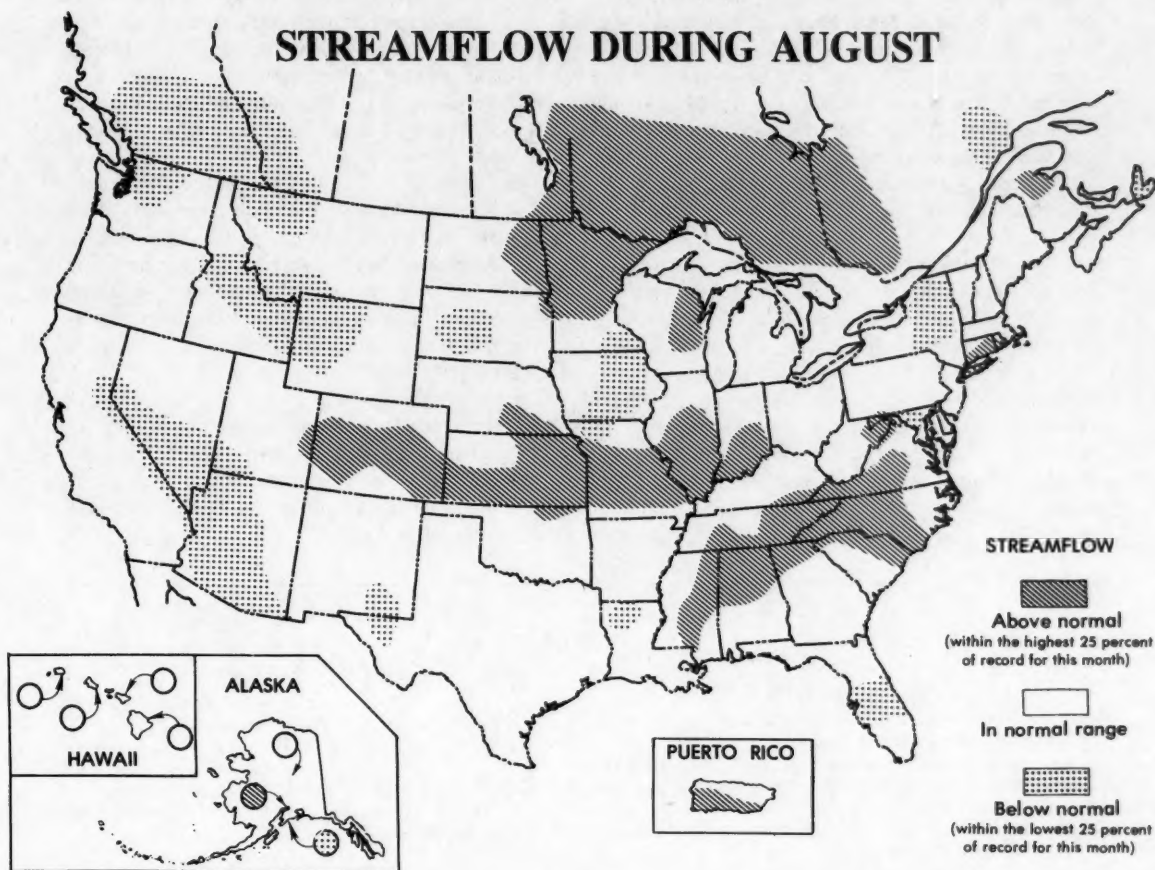 STREAMFLOW DURING AUGUST
STREAMFLOW
Above normal
(within the highest 25 percent
of record for this month)
In normal range
Below normal
(within the lowest 25 percent
of record for this month)
HAWAII
ALASKA
PUERTO RICO